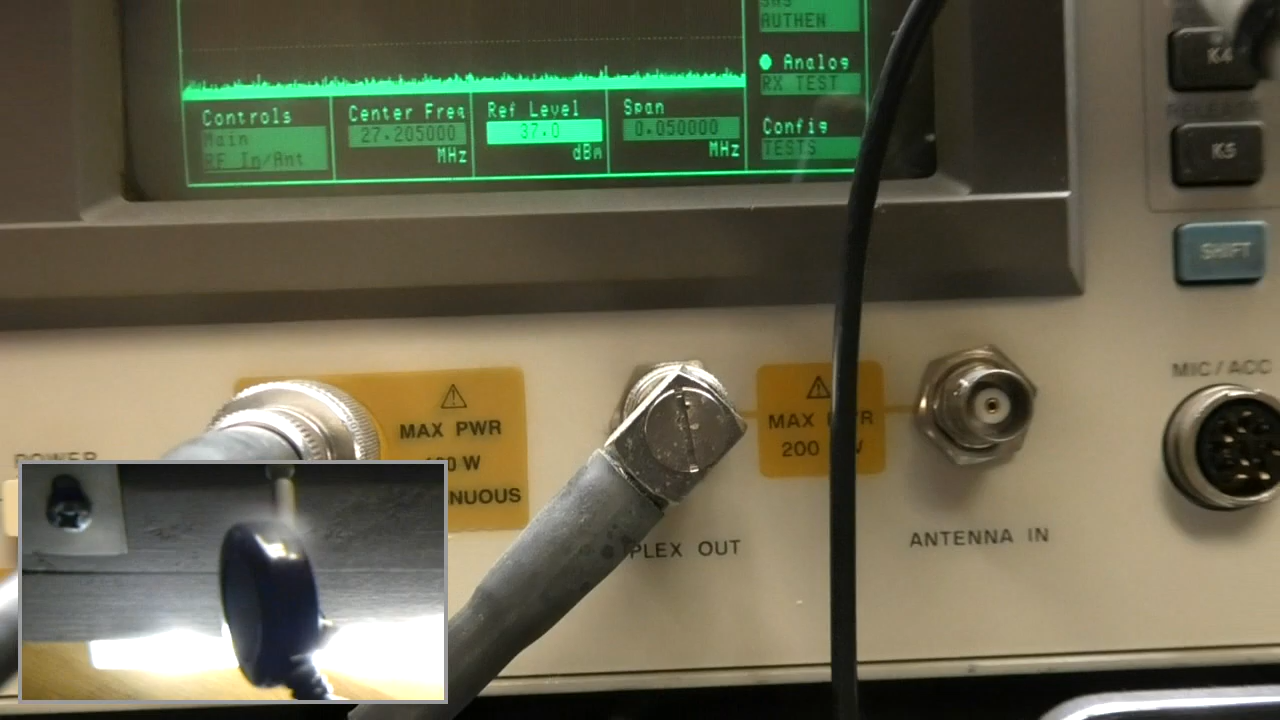 AUTHEN
Analog
RX TEST
Controls
Main
RF In/Ant
Center Freq
27.205000
MHz
Ref Level
37.0
dBm
Span
0.050000
MHz
Config
TESTS
K4
RELEASE
K5
SHIFT
MAX PWR
W
NUOUS
MAX
200 W
POWER
PLEX OUT
ANTENNA IN
MIC/ACC